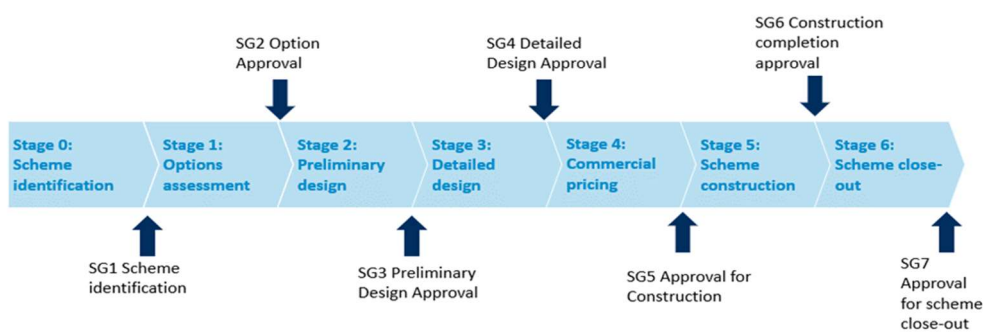 SG2 Option
Approval
SG4 Detailed
Design Approval
SG6 Construction
completion
approval
Stage 0:
Scheme
identification
Stage 1:
Options
assessment
Stage 2:
Preliminary
design
Stage 3:
Detailed
design
Stage 4:
Commercial
pricing
Stage 5:
Scheme
construction
Stage 6:
Scheme close-
out
SG1 Scheme
identification
SG3 Preliminary
Design Approval
SG5 Approval for
Construction
SG7
Approval
for scheme
close-out